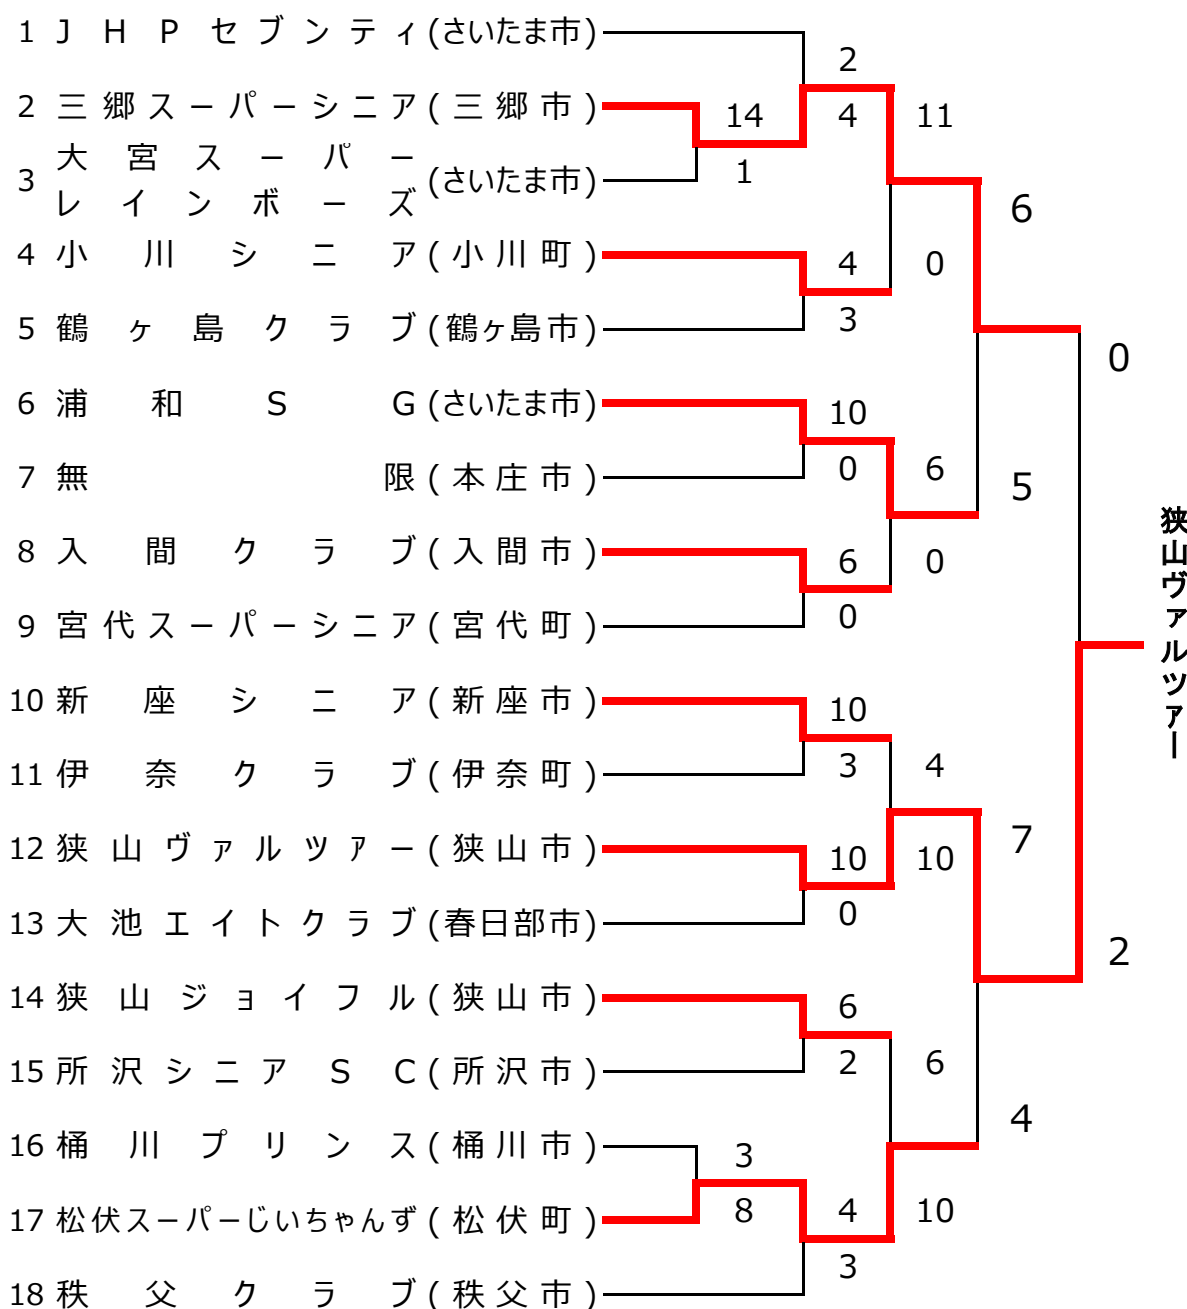 1 JHPセブンティ(さいたま市)
2
2 三郷スーパーシニア(三郷市)
14
4
11
3 大宮スーパー
レインボーズ
(さいたま市)
1
6
4 小川シニア(小川町)
4
0
5 鶴ヶ島クラブ(鶴ヶ島市)
3
0
6 浦和SG(さいたま市)
10
7 無限(本庄市)
0
6
5
8 入間クラブ(入間市)
6
0
9 宮代スーパーシニア(宮代町)
0
狭山ヴァルツァー
10 新座シニア(新座市)
10
11 伊奈クラブ(伊奈町)
3
4
12 狭山ヴァルツァー(狭山市)
10
10
7
13 大池エイトクラブ(春日部市)
0
2
14 狭山ジョイフル(狭山市)
6
15 所沢シニアSC(所沢市)
2
6
4
16 桶川プリンス(桶川市)
3
17 松伏スーパーじいちゃんず(松伏町)
8
4
10
18 秩父クラブ(秩父市)
3